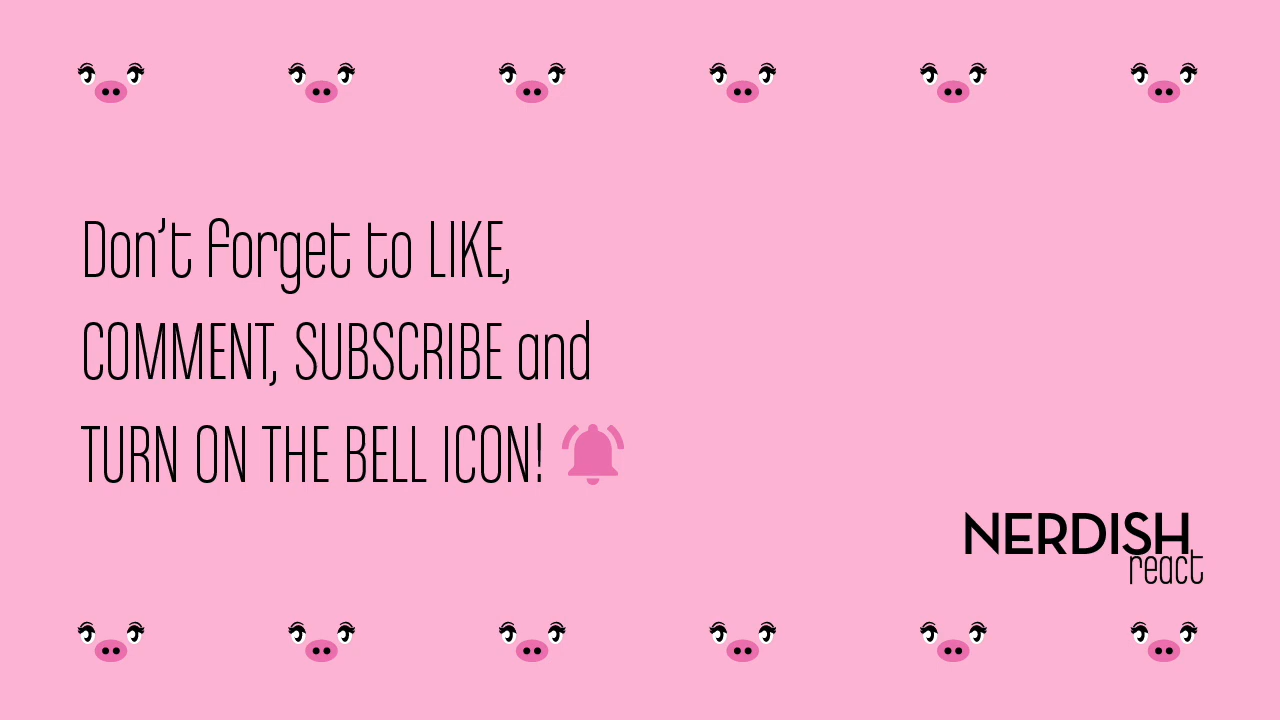 Don't forget to LIKE,
COMMENT, SUBSCRIBE and
TURN ON THE BELL ICON!
NERDISH
react